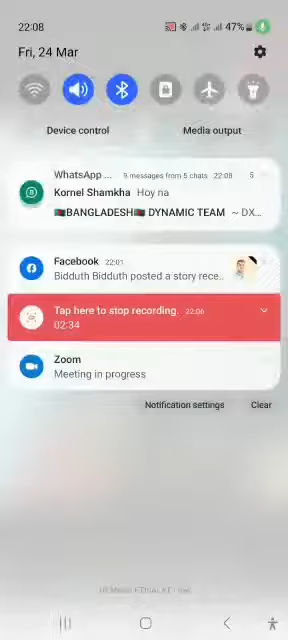 22:08
47%
Fri, 24 Mar
Device control
Media output
WhatsApp ... 9 messages from 5 chats 22:08 5
Kornel Shamkha Hoy na
🇧🇩BANGLADESH🇧🇩 DYNAMIC TEAM ~ DX...
Facebook 22:01
Bidduth Bidduth posted a story rece..
Tap here to stop recording 22:06
02:34
Zoom
Meeting in progress
Notification settings
Clear